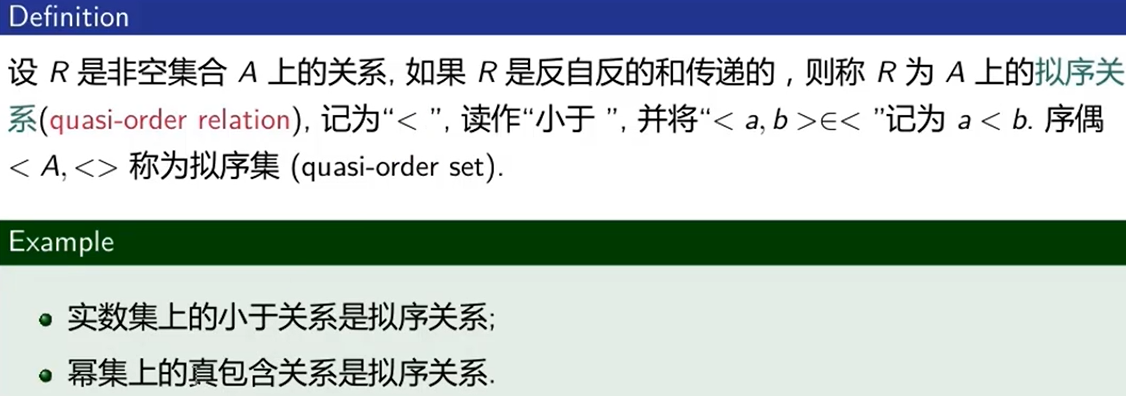 Definition
设 R 是非空集合 A 上的关系, 如果 R 是反自反的和传递的，则称 R 为 A 上的拟序关
系(quasi-order relation), 记为“< ”, 读作“小于 ”, 并将“< a, b >∈< ”记为 a < b. 序偶
< A, <> 称为拟序集 (quasi-order set).
Example
实数集上的小于关系是拟序关系;
幂集上的真包含关系是拟序关系.